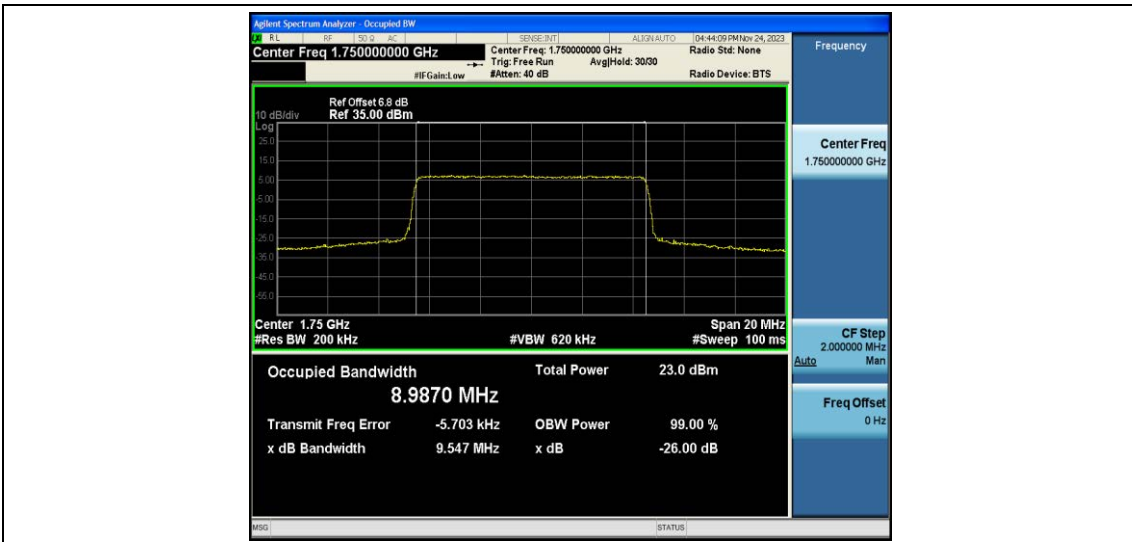 Agilent Spectrum Analyzer - Occupied BW
RL RF 50 Ω AC SENSE:INT ALIGNAUTO 04:44:09 PM Nov 24, 2023
Center Freq 1.750000000 GHz
Center Freq: 1.750000000 GHz
Radio Std: None
Trig: Free Run Avg|Hold: 30/30
#IFGain:Low #Atten: 40 dB Radio Device: BTS
Frequency
Ref Offset 6.8 dB
10 dB/div Ref 35.00 dBm
Log
25.0
15.0
5.00
-5.00
-15.0
-25.0
-35.0
-45.0
-55.0
Center 1.75 GHz Span 20 MHz
#Res BW 200 kHz #VBW 620 kHz #Sweep 100 ms
Occupied Bandwidth Total Power 23.0 dBm
8.9870 MHz
Transmit Freq Error -5.703 kHz OBW Power 99.00 %
x dB Bandwidth 9.547 MHz x dB -26.00 dB
Center Freq
1.750000000 GHz
CF Step
2.000000 MHz
Auto Man
Freq Offset
0 Hz
MSG STATUS